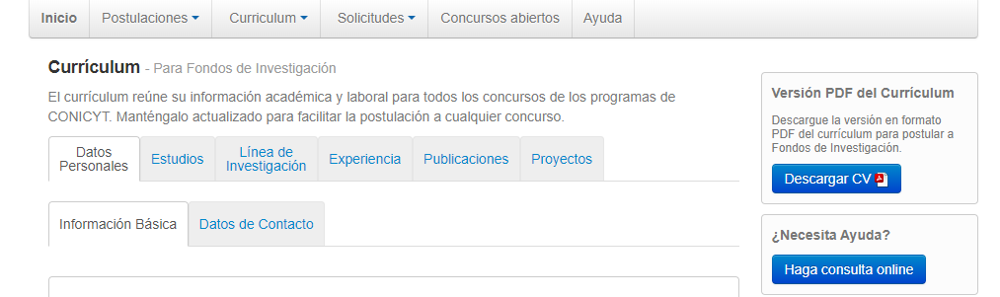 Inicio Postulaciones Curriculum Solicitudes Concursos abiertos Ayuda
Currículum - Para Fondos de Investigación
El currículum reúne su información académica y laboral para todos los concursos de los programas de
CONICYT. Manténgalo actualizado para facilitar la postulación a cualquier concurso.
Datos
Personales
Estudios
Línea de
Investigación
Experiencia
Publicaciones
Proyectos
Información Básica
Datos de Contacto
Versión PDF del Curriculum
Descargue la versión en formato
PDF del currículum para postular a
Fondos de Investigación.
Descargar CV
¿Necesita Ayuda?
Haga consulta online